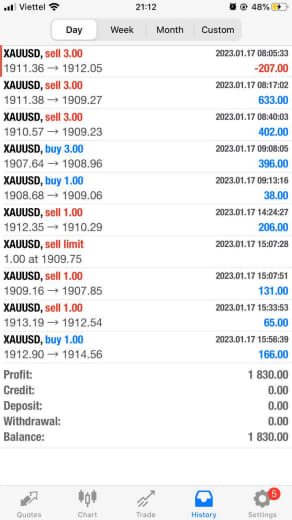 Viettel
21:12
48%
Day Week Month Custom
XAUUSD, sell 3.00 2023.01.17 08:05:33
1911.36 → 1912.05 -207.00
XAUUSD, sell 3.00 2023.01.17 08:17:02
1911.38 → 1909.27 633.00
XAUUSD, sell 3.00 2023.01.17 08:40:03
1910.57 → 1909.23 402.00
XAUUSD, buy 3.00 2023.01.17 09:08:05
1907.64 → 1908.96 396.00
XAUUSD, buy 1.00 2023.01.17 09:13:16
1908.68 → 1909.06 38.00
XAUUSD, sell 1.00 2023.01.17 14:24:27
1912.35 → 1910.29 206.00
XAUUSD, sell limit 2023.01.17 15:07:28
1.00 at 1909.75
XAUUSD, sell 1.00 2023.01.17 15:07:51
1909.16 → 1907.85 131.00
XAUUSD, sell 1.00 2023.01.17 15:33:53
1913.19 → 1912.54 65.00
XAUUSD, buy 1.00 2023.01.17 15:56:39
1912.90 → 1914.56 166.00
Profit: 1 830.00
Credit: 0.00
Deposit: 0.00
Withdrawal: 0.00
Balance: 1 830.00
5
Quotes Chart Trade History Settings